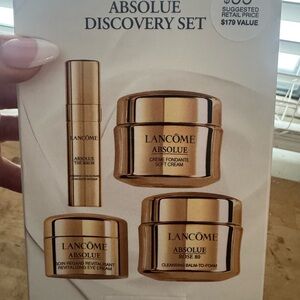 ABSOLUE
DISCOVERY SET
SUGGESTED
RETAIL PRICE
$179 VALUE
LANCÔME
ABSOLUE
THE SERUM
LANCÔME
ABSOLUE
CRÈME FONDANTE
SOFT CREAM
LANCÔME
ABSOLUE
SOIN REGARD REVITALISANT
REVITALIZING EYE CREAM
LANCÔME
ABSOLUE
ROSE 80
CLEANSING BALM-TO-FOAM